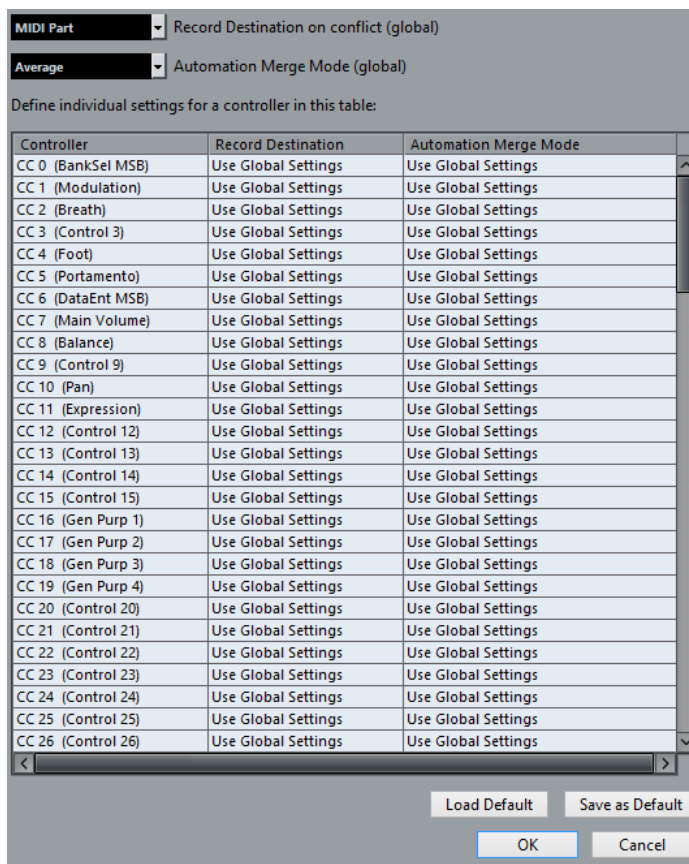 MIDI Part Record Destination on conflict (global)
Average Automation Merge Mode (global)
Define individual settings for a controller in this table:
Controller Record Destination Automation Merge Mode
CC 0 (BankSel MSB) Use Global Settings Use Global Settings
CC 1 (Modulation) Use Global Settings Use Global Settings
CC 2 (Breath) Use Global Settings Use Global Settings
CC 3 (Control 3) Use Global Settings Use Global Settings
CC 4 (Foot) Use Global Settings Use Global Settings
CC 5 (Portamento) Use Global Settings Use Global Settings
CC 6 (DataEnt MSB) Use Global Settings Use Global Settings
CC 7 (Main Volume) Use Global Settings Use Global Settings
CC 8 (Balance) Use Global Settings Use Global Settings
CC 9 (Control 9) Use Global Settings Use Global Settings
CC 10 (Pan) Use Global Settings Use Global Settings
CC 11 (Expression) Use Global Settings Use Global Settings
CC 12 (Control 12) Use Global Settings Use Global Settings
CC 13 (Control 13) Use Global Settings Use Global Settings
CC 14 (Control 14) Use Global Settings Use Global Settings
CC 15 (Control 15) Use Global Settings Use Global Settings
CC 16 (Gen Purp 1) Use Global Settings Use Global Settings
CC 17 (Gen Purp 2) Use Global Settings Use Global Settings
CC 18 (Gen Purp 3) Use Global Settings Use Global Settings
CC 19 (Gen Purp 4) Use Global Settings Use Global Settings
CC 20 (Control 20) Use Global Settings Use Global Settings
CC 21 (Control 21) Use Global Settings Use Global Settings
CC 22 (Control 22) Use Global Settings Use Global Settings
CC 23 (Control 23) Use Global Settings Use Global Settings
CC 24 (Control 24) Use Global Settings Use Global Settings
CC 25 (Control 25) Use Global Settings Use Global Settings
CC 26 (Control 26) Use Global Settings Use Global Settings
Load Default Save as Default
OK Cancel